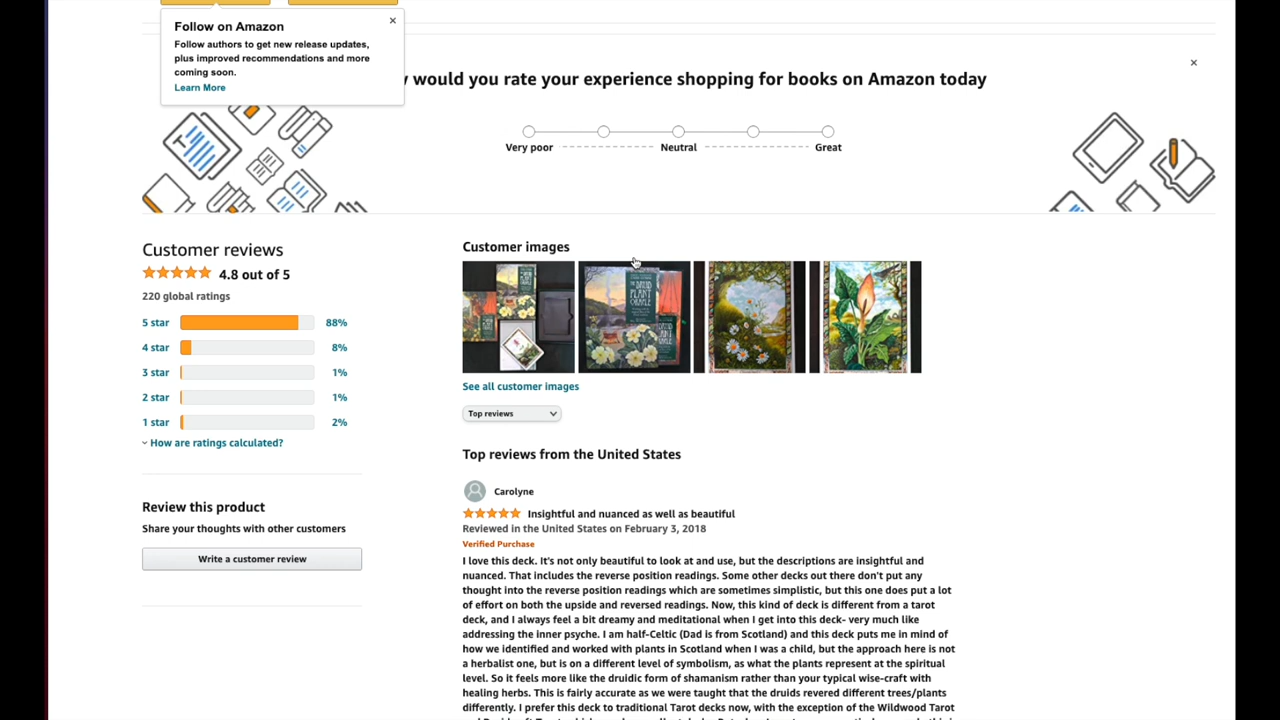 Follow on Amazon
Follow authors to get new release updates,
plus improved recommendations and more
coming soon.
Learn More
would you rate your experience shopping for books on Amazon today
Very poor
Neutral
Great
Customer reviews
4.8 out of 5
220 global ratings
5 star 88%
4 star 8%
3 star 1%
2 star 1%
1 star 2%
How are ratings calculated?
Review this product
Share your thoughts with other customers
Write a customer review
Customer images
THE DRUID PLANT ORACLE
See all customer images
Top reviews
Top reviews from the United States
Carolyne
Insightful and nuanced as well as beautiful
Reviewed in the United States on February 3, 2018
Verified Purchase
I love this deck. It's not only beautiful to look at and use, but the descriptions are insightful and
nuanced. That includes the reverse position readings. Some other decks out there don't put any
thought into the reverse position readings which are sometimes simplistic, but this one does put a lot
of effort on both the upside and reversed readings. Now, this kind of deck is different from a tarot
deck, and I always feel a bit dreamy and meditational when I get into this deck- very much like
addressing the inner psyche. I am half-Celtic (Dad is from Scotland) and this deck puts me in mind of
how we identified and worked with plants in Scotland when I was a child, but the approach here is not
a herbalist one, but is on a different level of symbolism, as what the plants represent at the spiritual
level. So it feels more like the druidic form of shamanism rather than your typical wise-craft with
healing herbs. This is fairly accurate as we were taught that the druids revered different trees/plants
differently. I prefer this deck to traditional Tarot decks now, with the exception of the Wildwood Tarot